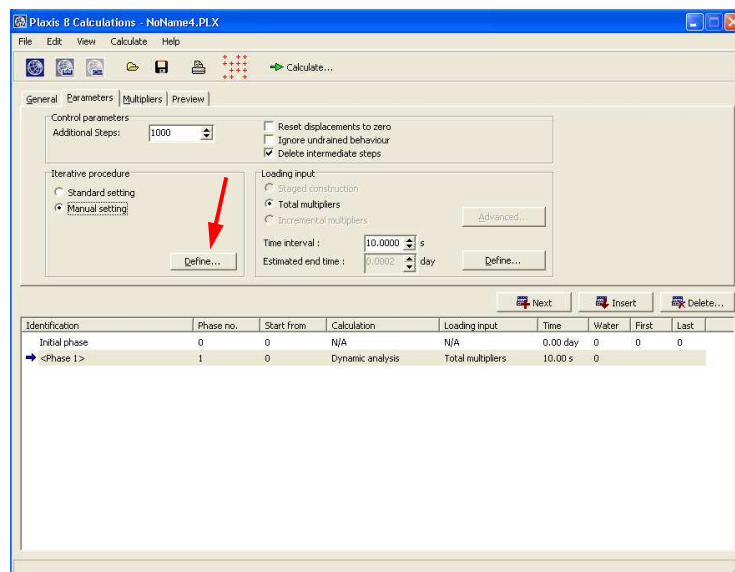 Plaxis 8 Calculations - NoName4.PLX
File Edit View Calculate Help
Calculate...
General Parameters Multipliers Preview
Control parameters
Additional Steps: 1000
Reset displacements to zero
Ignore undrained behaviour
Delete intermediate steps
Iterative procedure
Standard setting
Manual setting
Define...
Loading input
Staged construction
Total multipliers
Incremental multipliers
Advanced...
Time interval : 10.0000 s
Estimated end time : 0.0002 day Define...
Next Insert Delete...
Identification Phase no. Start from Calculation Loading input Time Water First Last
Initial phase 0 0 N/A N/A 0.00 day 0 0 0
<Phase 1> 1 0 Dynamic analysis Total multipliers 10.00 s 0